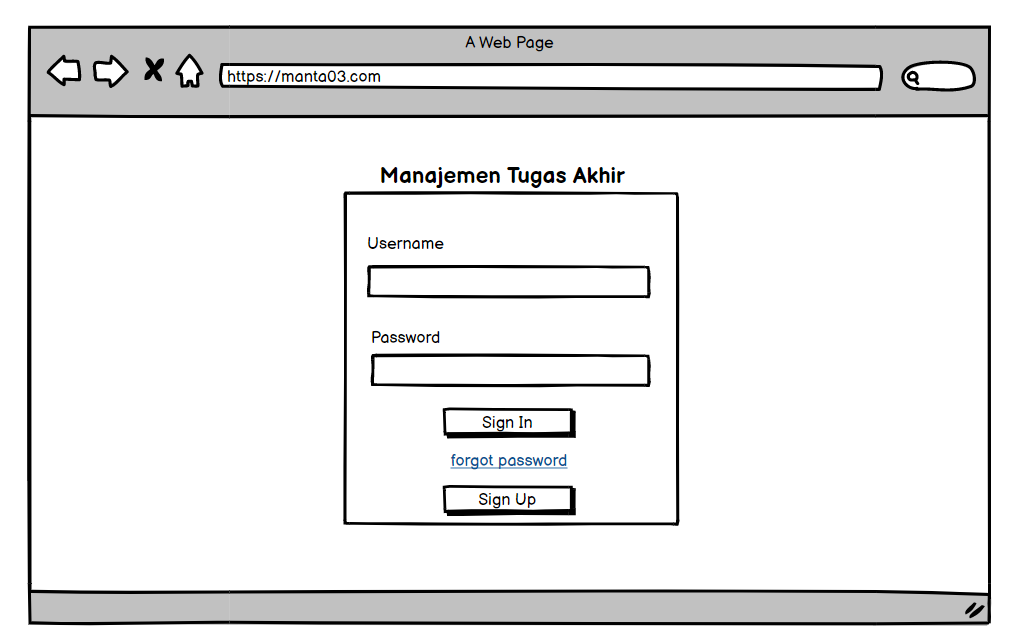 A Web Page
https://manta03.com
Manajemen Tugas Akhir
Username
Password
Sign In
forgot password
Sign Up